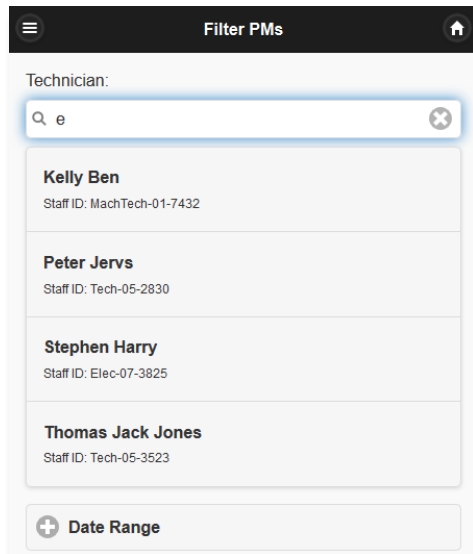 Filter PMs
Technician:
e
Kelly Ben
Staff ID: MachTech-01-7432
Peter Jervs
Staff ID: Tech-05-2830
Stephen Harry
Staff ID: Elec-07-3825
Thomas Jack Jones
Staff ID: Tech-05-3523
Date Range